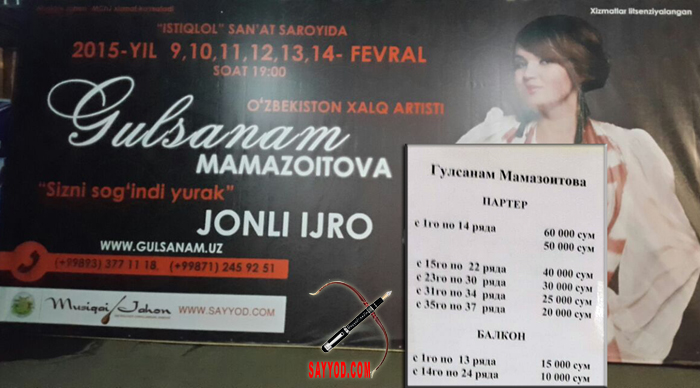 Xizmatlar litsenziyalangan
"ISTIQLOL" SAN'AT SAROYIDA
2015-YIL 9,10,11,12,13,14- FEVRAL
SOAT 19:00
O'ZBEKISTON XALQ ARTISTI
Gulsanam
MAMAZOITOVA
"Sizni sog'indi yurak"
JONLI IJRO
WWW.GULSANAM.UZ
(+99893) 377 11 18, (+99871) 245 92 51
Musiqai Jahon WWW.SAYYOD.COM
SAYYOD.COM
Гулсанам Мамазоитова
ПАРТЕР
с 1го по 14 ряда 60 000 сум
50 000 сум
с 15го по 22 ряда 40 000 сум
с 23го по 30 ряда 30 000 сум
с 31го по 34 ряда 25 000 сум
с 35го по 37 ряда 20 000 сум
БАЛКОН
с 1го по 13 ряда 15 000 сум
с 14го по 24 ряда 10 000 сум